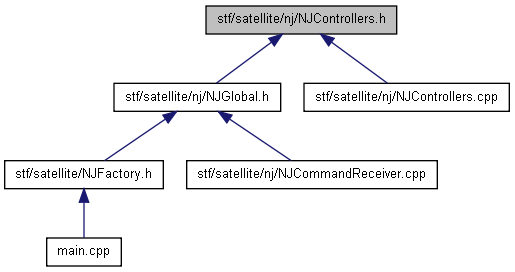 stf/satellite/nj/NJControllers.h
stf/satellite/nj/NJGlobal.h
stf/satellite/nj/NJControllers.cpp
stf/satellite/NJFactory.h
stf/satellite/nj/NJCommandReceiver.cpp
main.cpp